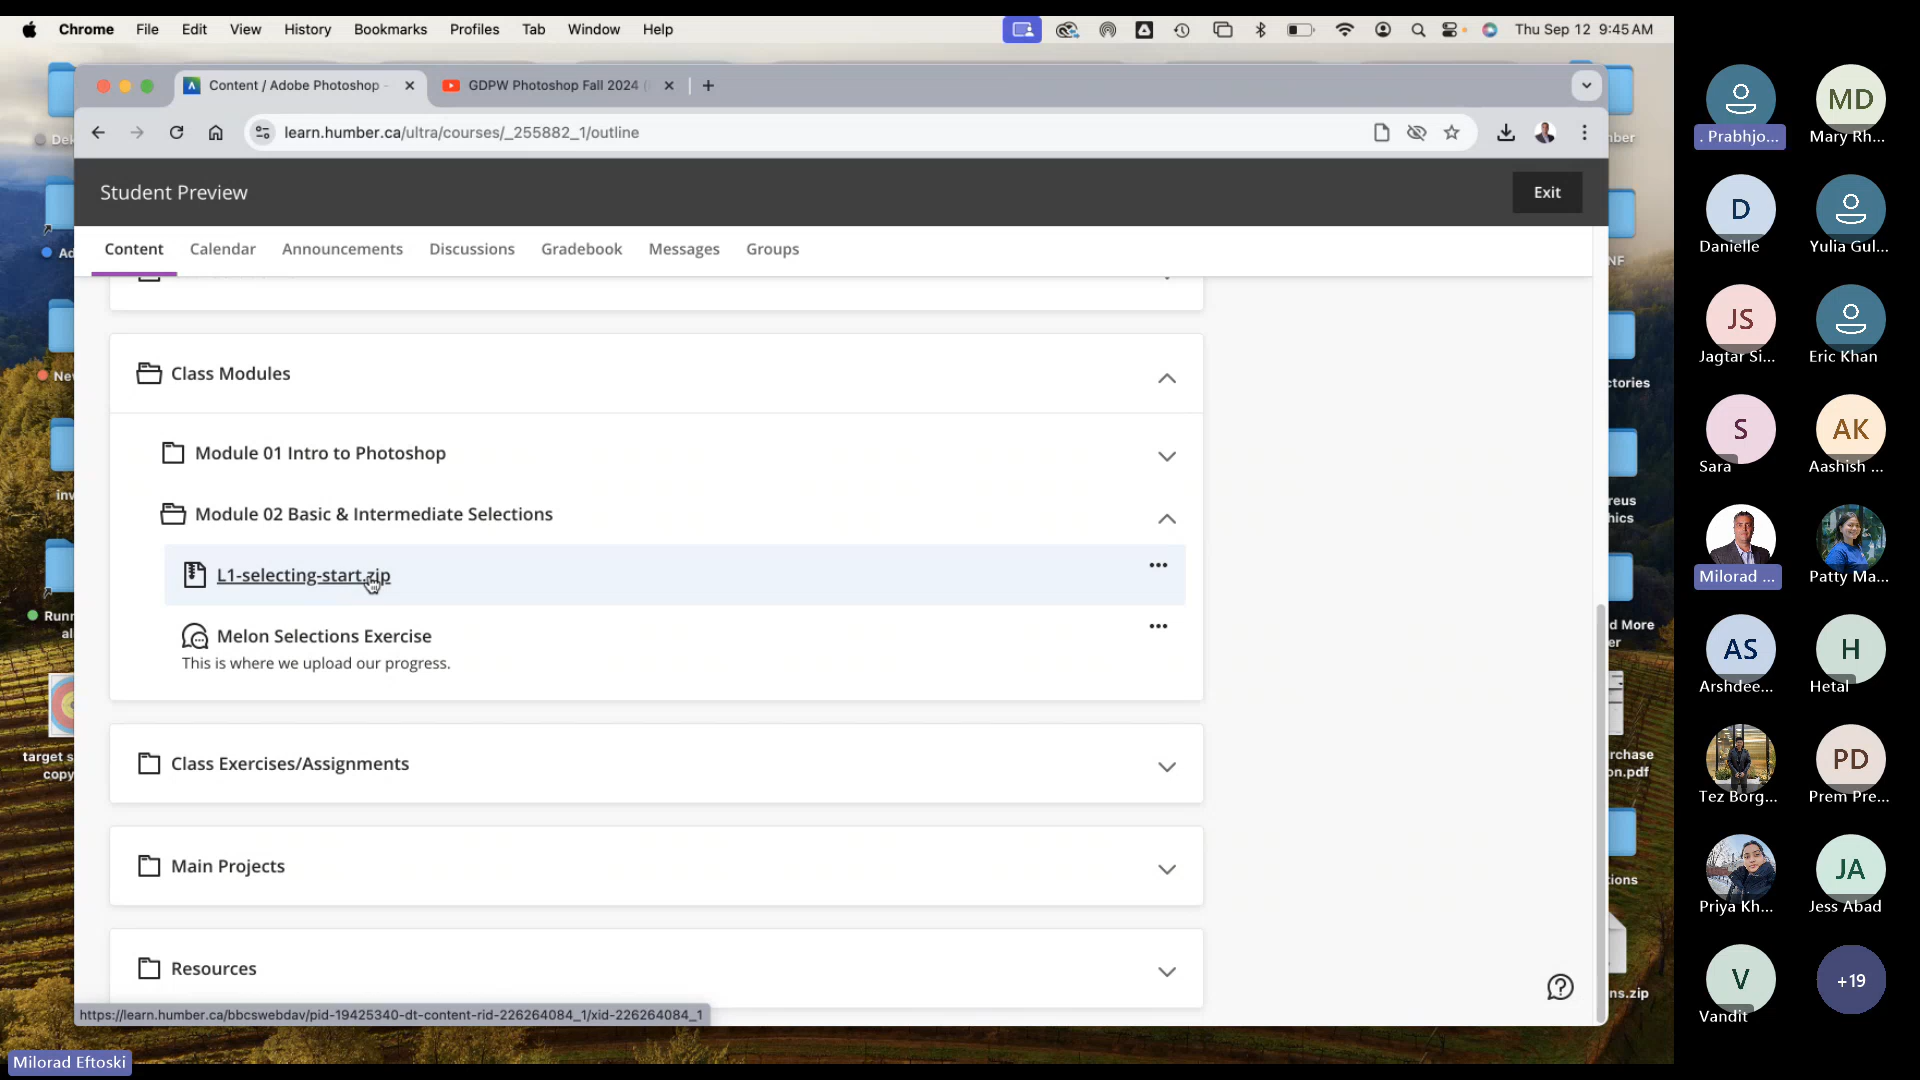 Chrome File Edit View History Bookmarks Profiles Tab Window Help Thu Sep 12 9:45 AM
Content / Adobe Photoshop - GDPW Photoshop Fall 2024 (
learn.humber.ca/ultra/courses/_255882_1/outline
Student Preview Exit
Content Calendar Announcements Discussions Gradebook Messages Groups
Class Modules
Module 01 Intro to Photoshop
Module 02 Basic & Intermediate Selections
L1-selecting-start.zip
Melon Selections Exercise
This is where we upload our progress.
Class Exercises/Assignments
Main Projects
Resources
https://learn.humber.ca/bbcswebdav/pid-19425340-dt-content-rid-226264084_1/xid-226264084_1
Milorad Eftoski
target s
copy
. Prabhjo...
MD
Mary Rh...
D
Danielle
Yulia Gul...
JS
Jagtar Si...
Eric Khan
S
Sara
AK
Aashish ...
Milorad ...
Patty Ma...
AS
Arshdee...
H
Hetal
Tez Borg...
PD
Prem Pre...
Priya Kh...
JA
Jess Abad
V
Vandit
+19